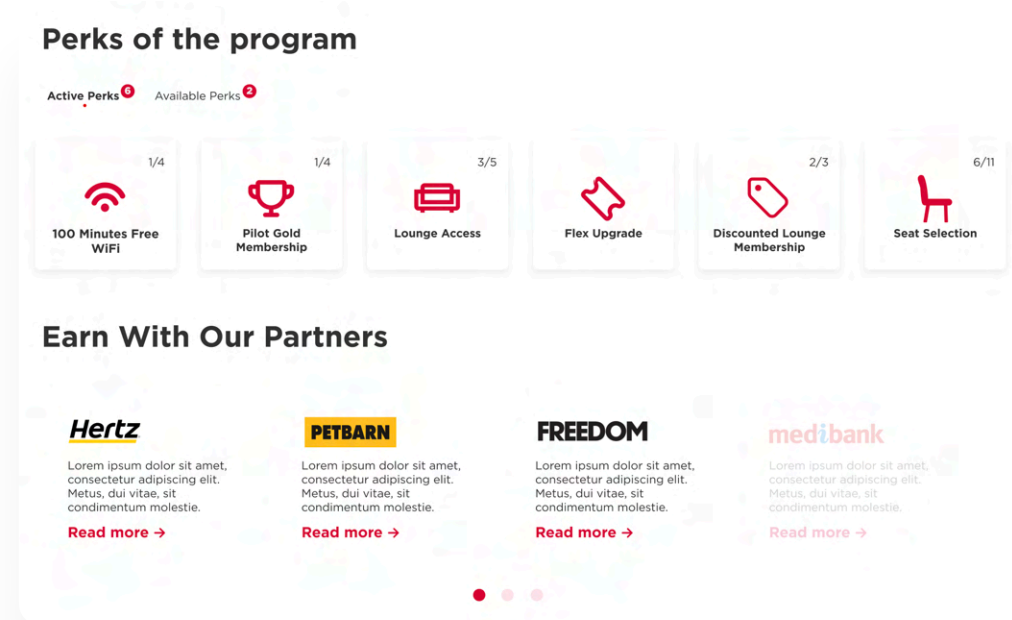 Perks of the program
Active Perks 6 Available Perks 2
1/4
100 Minutes Free
WiFi
1/4
Pilot Gold
Membership
3/5
Lounge Access
Flex Upgrade
2/3
Discounted Lounge
Membership
6/11
Seat Selection
Earn With Our Partners
Hertz
Lorem ipsum dolor sit amet,
consectetur adipiscing elit.
Metus, dui vitae, sit
condimentum molestie.
Read more →
PETBARN
Lorem ipsum dolor sit amet,
consectetur adipiscing elit.
Metus, dui vitae, sit
condimentum molestie.
Read more →
FREEDOM
Lorem ipsum dolor sit amet,
consectetur adipiscing elit.
Metus, dui vitae, sit
condimentum molestie.
Read more →
medibank
Lorem ipsum dolor sit amet,
consectetur adipiscing elit.
Metus, dui vitae, sit
condimentum molestie.
Read more →